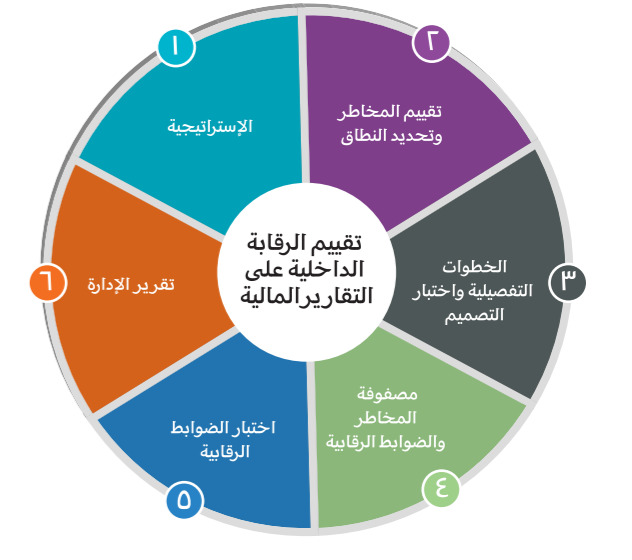 تقييم الرقابة
الداخلية على
التقارير المالية
١
الإستراتيجية
٢
تقييم المخاطر
وتحديد النطاق
٣
الخطوات
التفصيلية واختبار
التصميم
٤
مصفوفة
المخاطر
والضوابط الرقابية
٥
اختبار الضوابط
الرقابية
٦
تقرير الإدارة